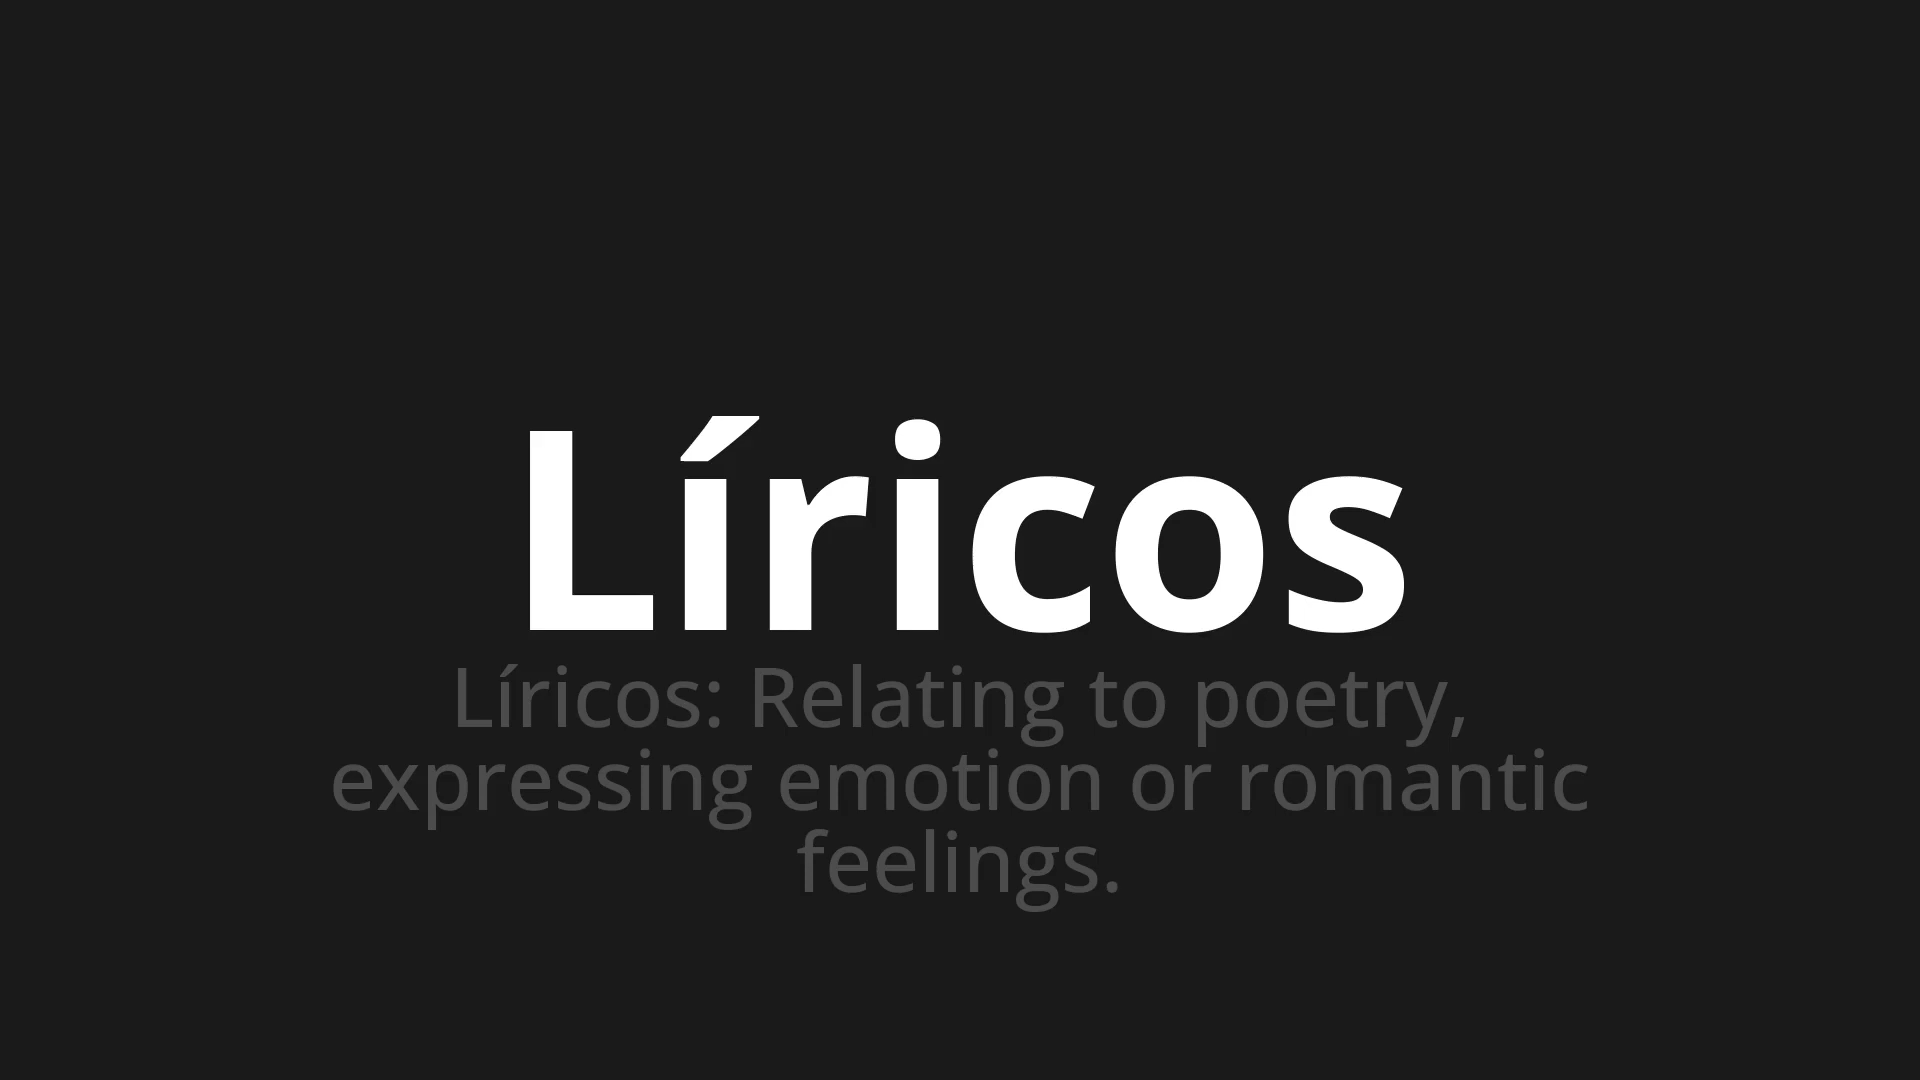 Líricos
Líricos: Relating to poetry,
expressing emotion or romantic
feelings.